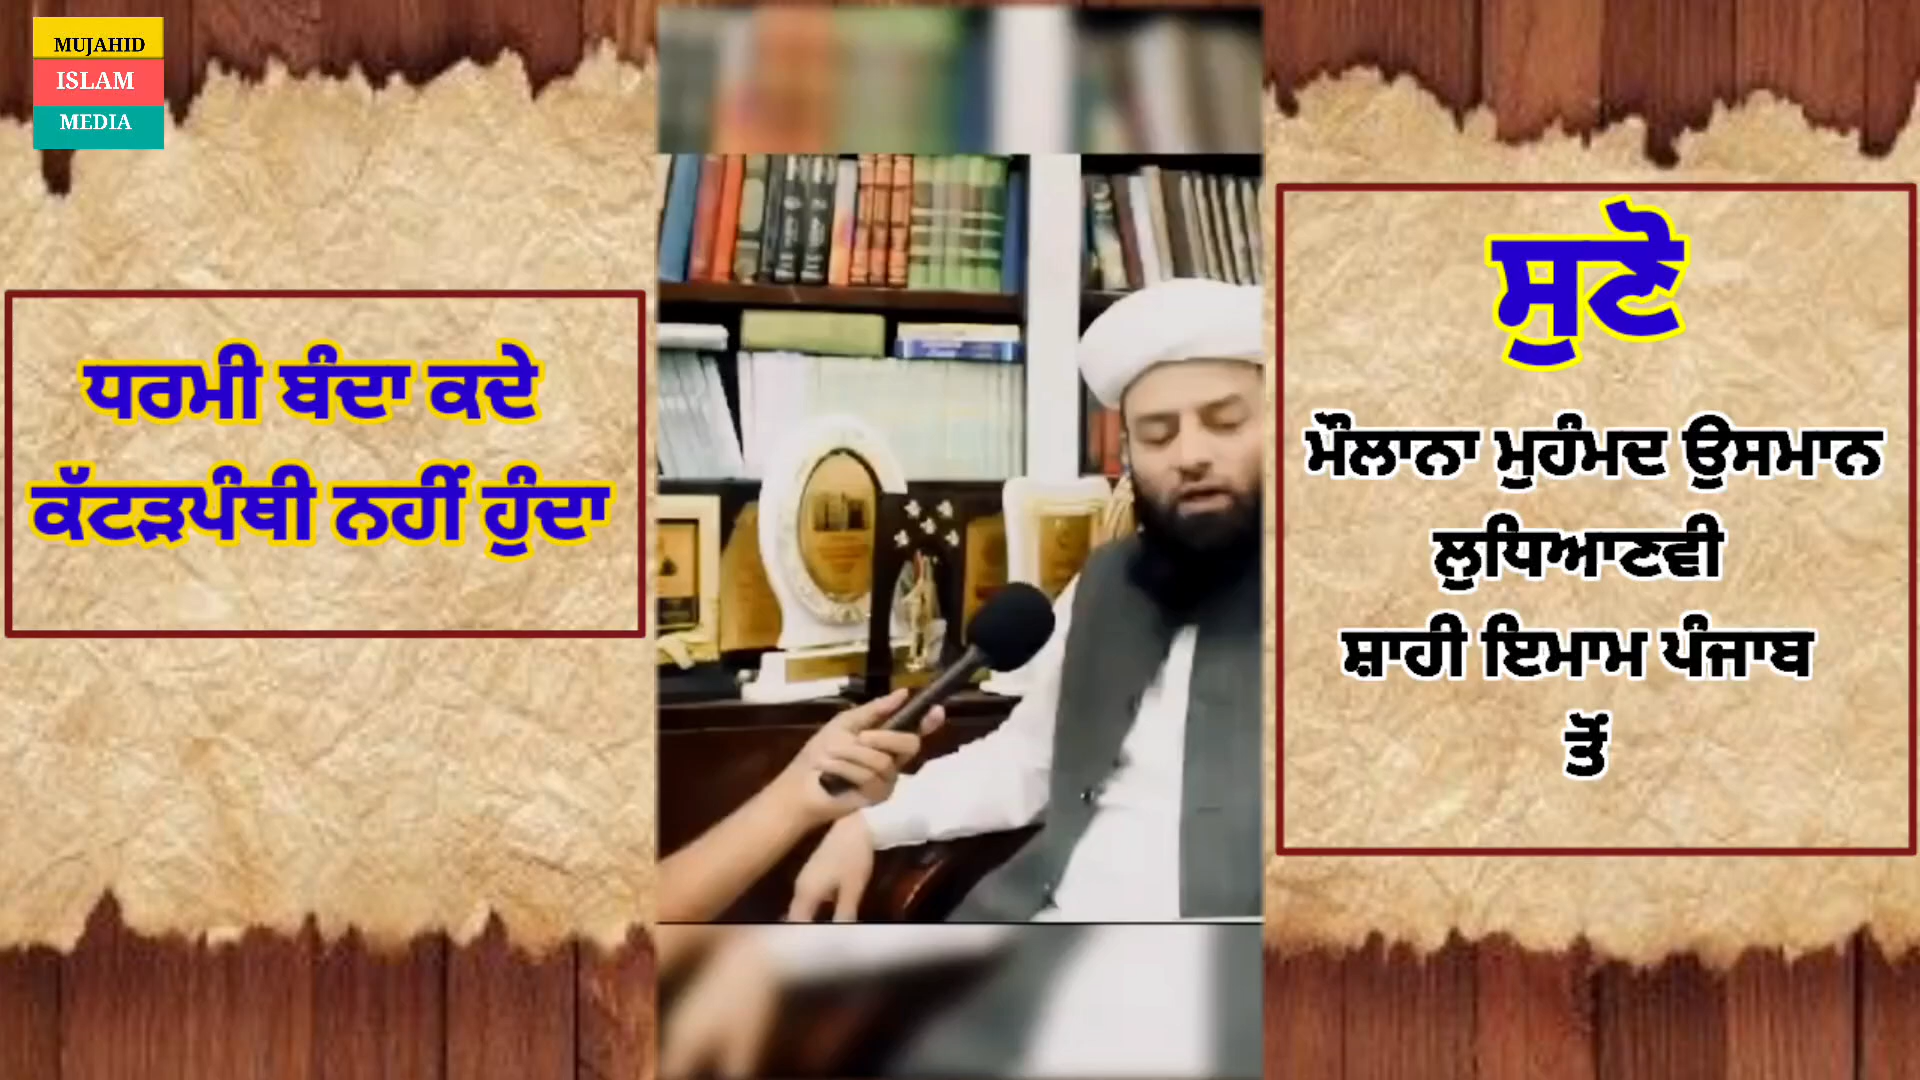 MUJAHID
ISLAM
MEDIA
ਧਰਮੀ ਬੰਦਾ ਕਦੇ
ਕੱਟੜਪੰਥੀ ਨਹੀਂ ਹੁੰਦਾ
ਸੁਣੋ
ਮੌਲਾਨਾ ਮੁਹੰਮਦ ਉਸਮਾਨ
ਲੁਧਿਆਣਵੀ
ਸ਼ਾਹੀ ਇਮਾਮ ਪੰਜਾਬ
ਤੋਂ